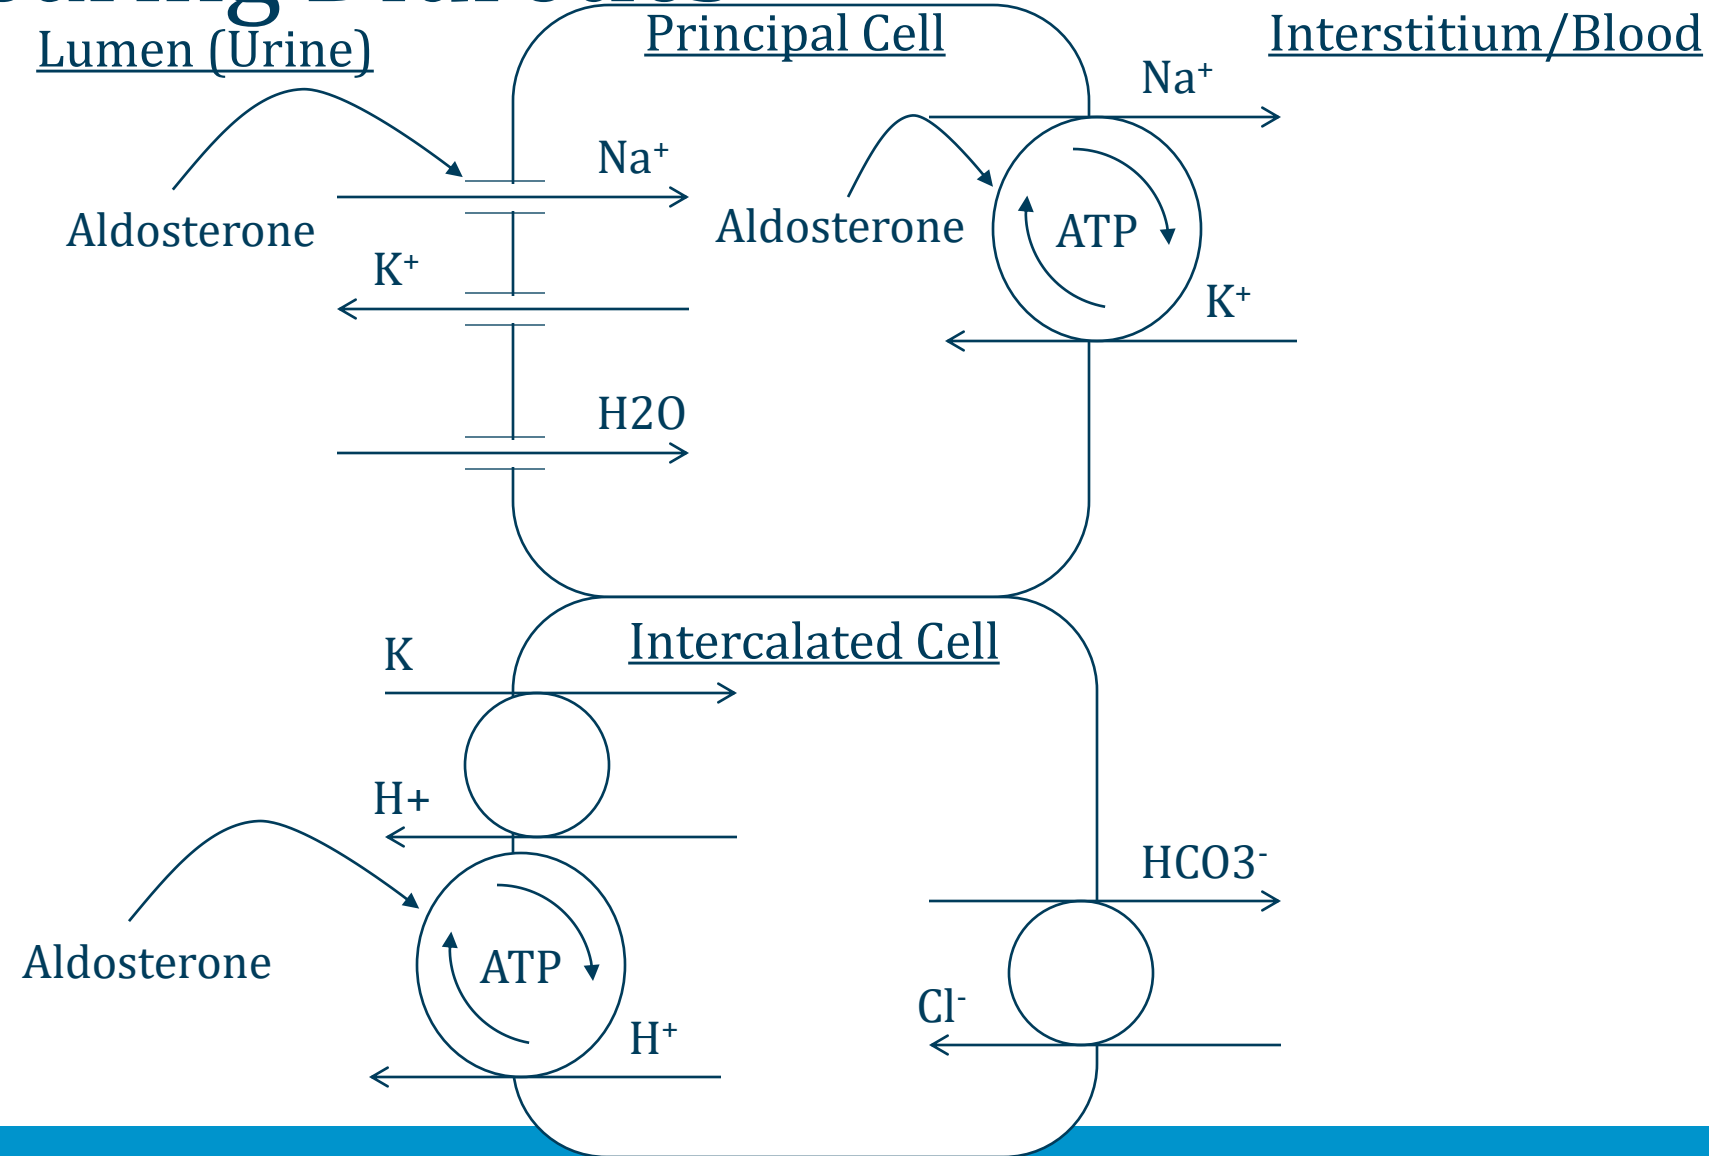 Lumen (Urine)
Principal Cell
Interstitium/Blood
Na⁺
Na⁺
Aldosterone
Aldosterone
ATP
K⁺
K⁺
H2O
Intercalated Cell
K
H+
HCO3⁻
Aldosterone
ATP
Cl⁻
H⁺